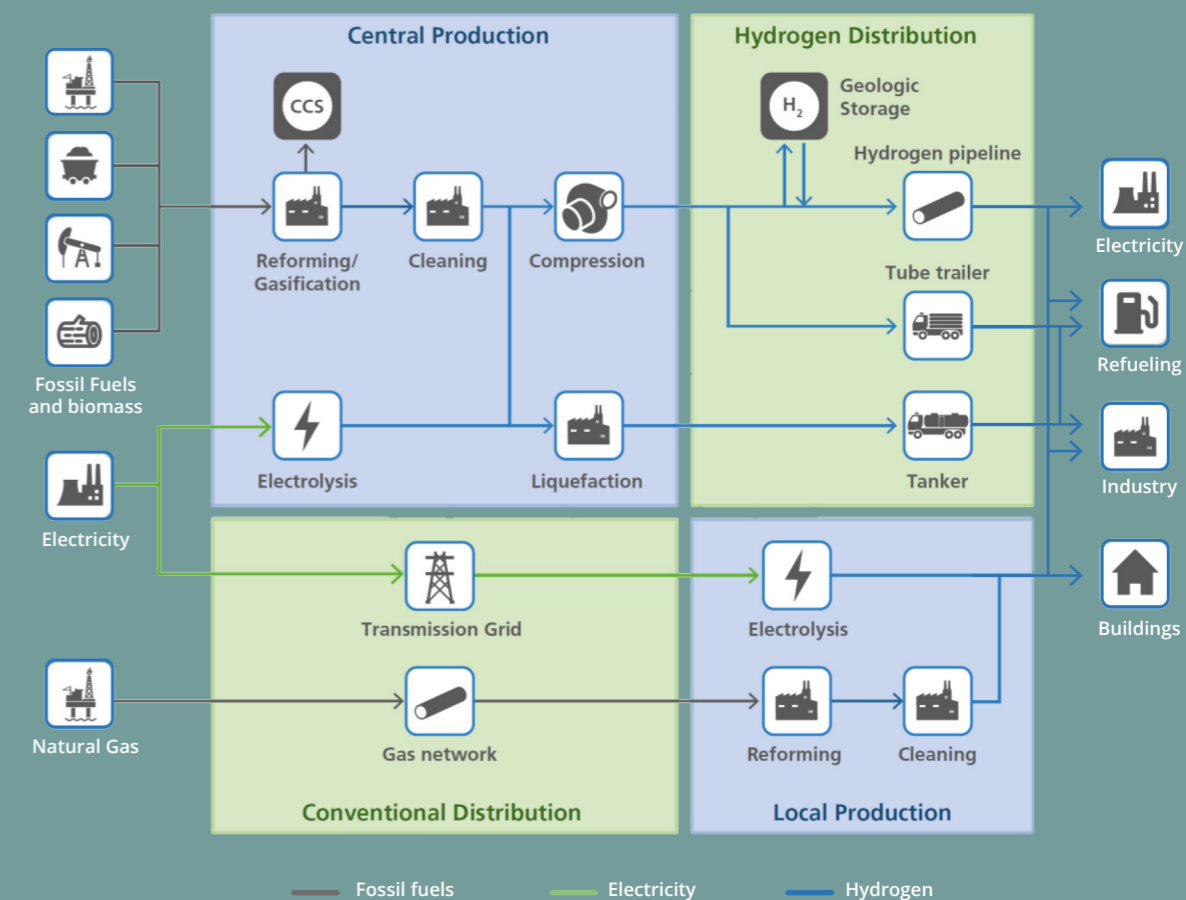 Central Production
Hydrogen Distribution
CCS
H₂
Geologic
Storage
Hydrogen pipeline
Reforming/
Gasification
Cleaning
Compression
Electricity
Tube trailer
Refueling
Fossil Fuels
and biomass
Electrolysis
Liquefaction
Tanker
Industry
Electricity
Transmission Grid
Electrolysis
Buildings
Natural Gas
Gas network
Reforming
Cleaning
Conventional Distribution
Local Production
Fossil fuels
Electricity
Hydrogen